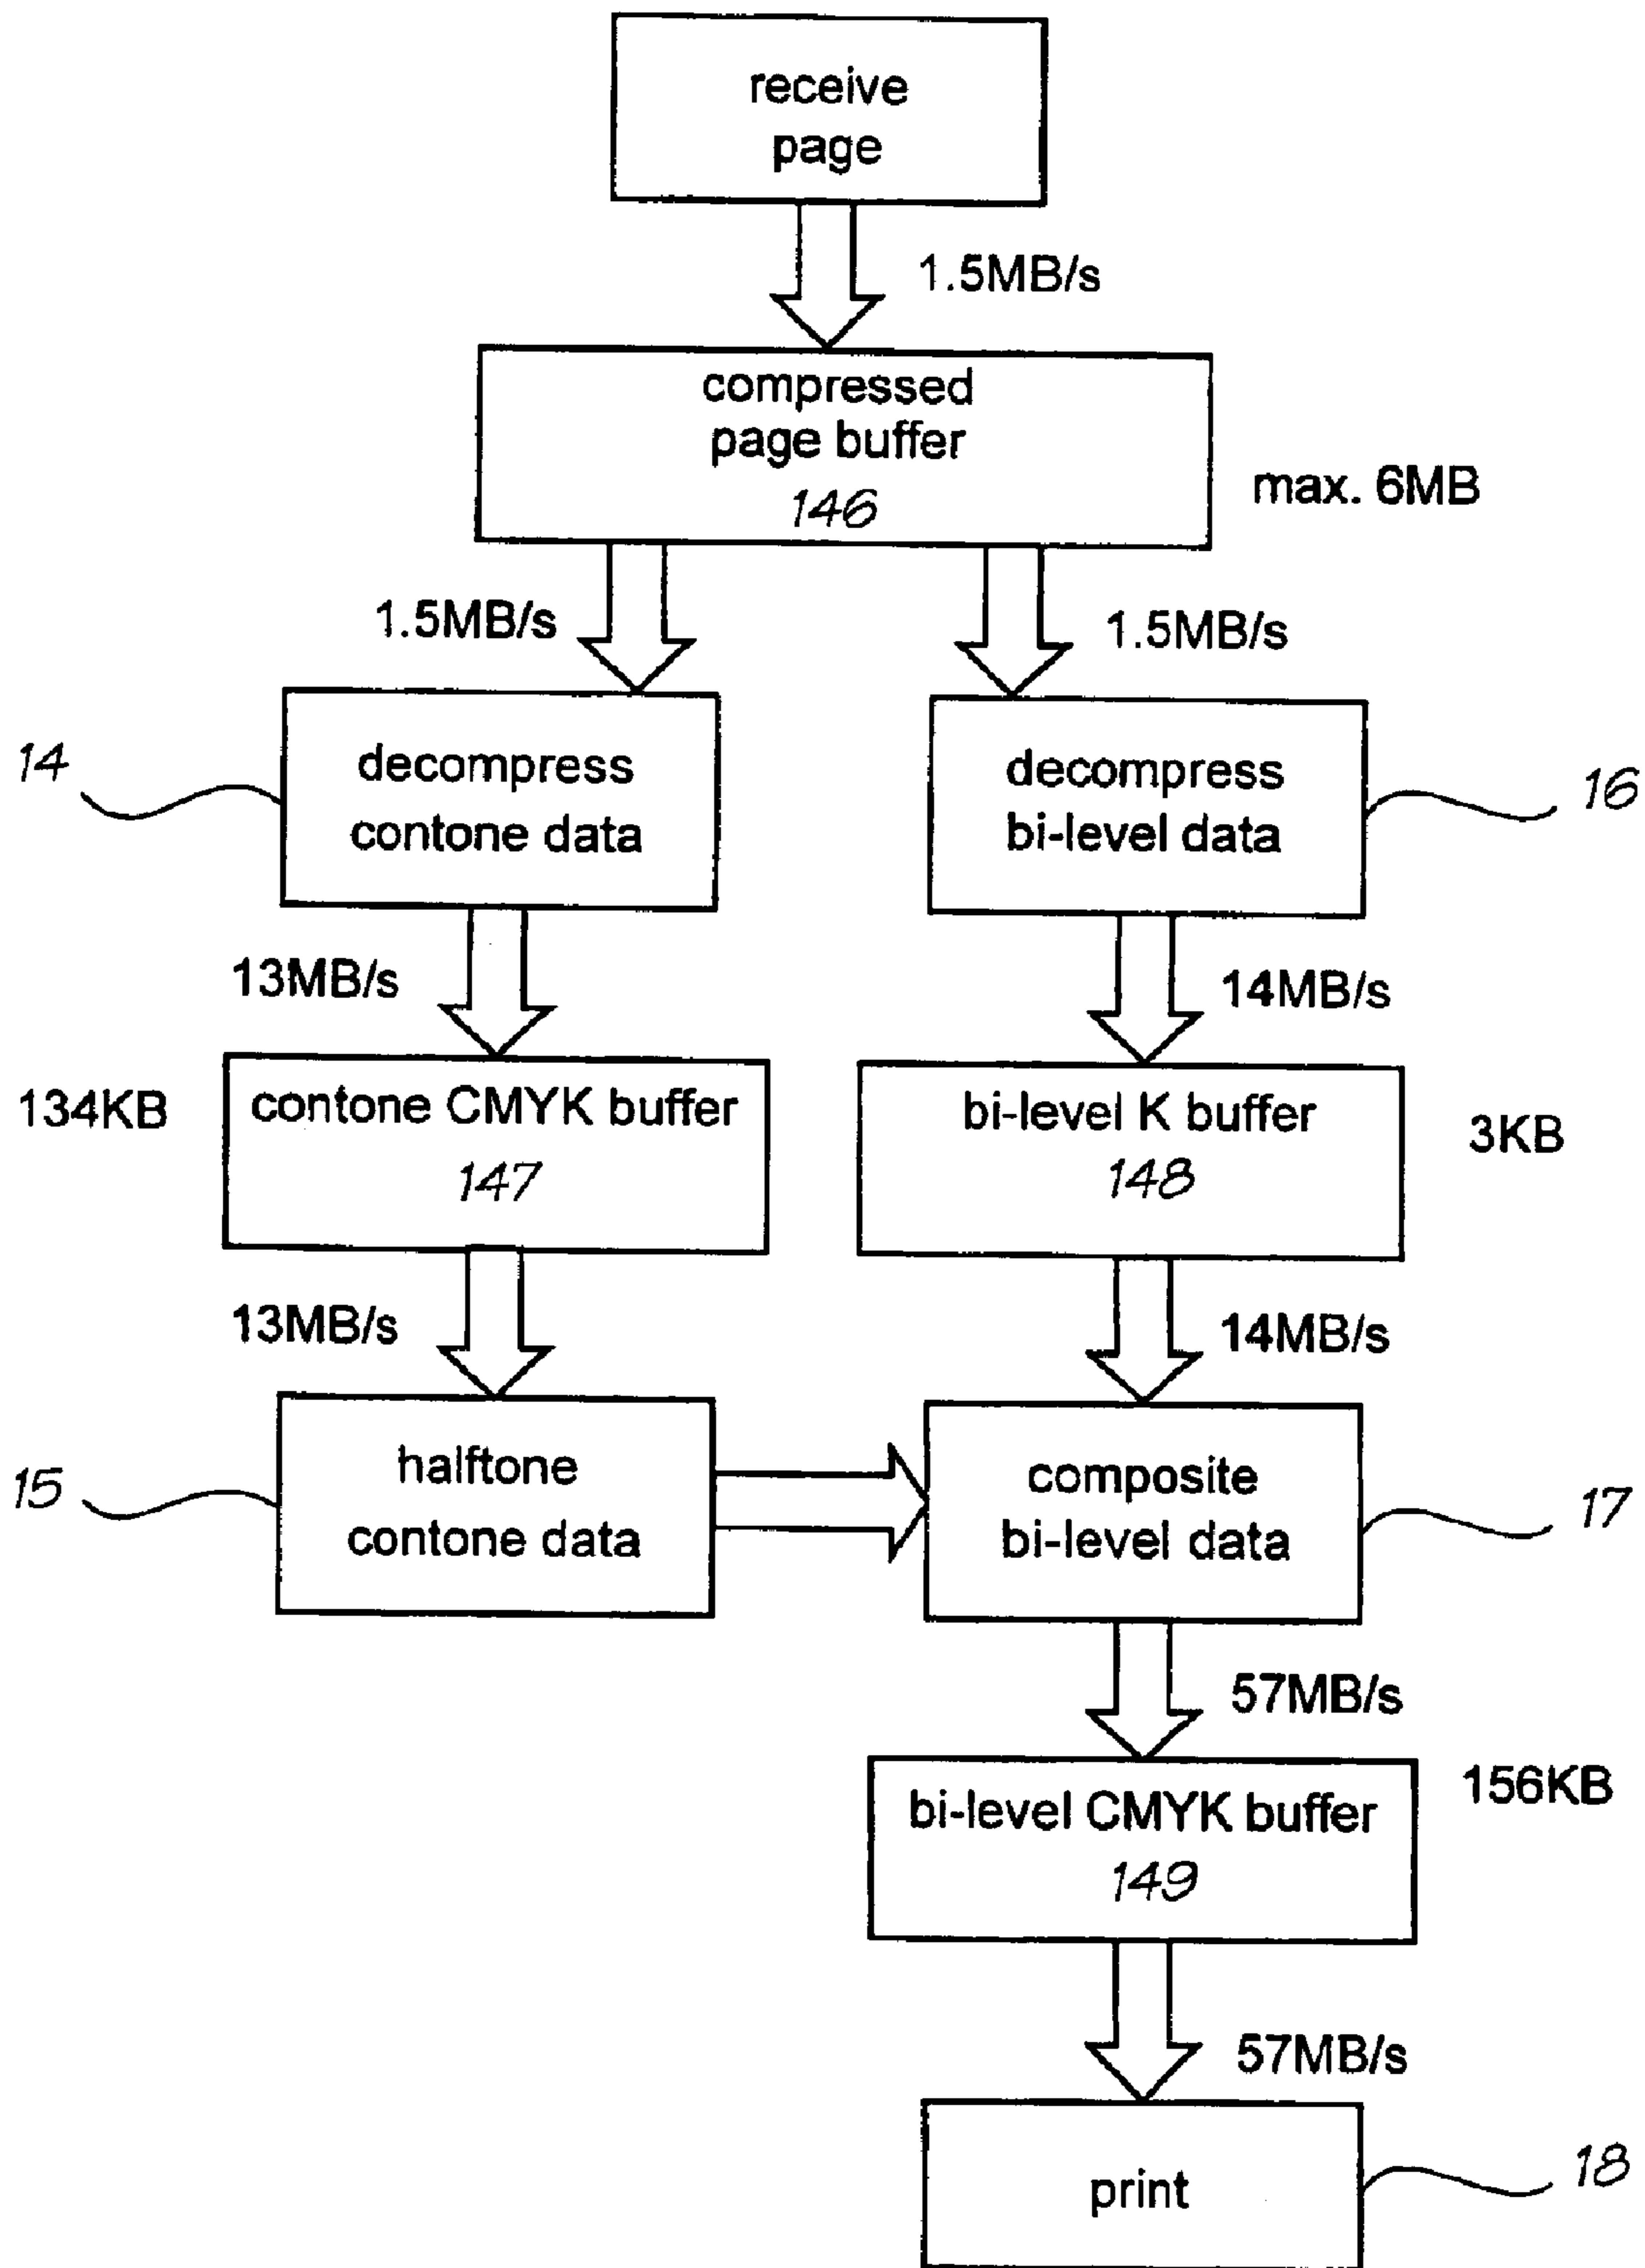 receive
page
1.5MB/s
compressed
page buffer
146
max. 6MB
1.5MB/s
1.5MB/s
14
decompress
contone data
decompress
bi-level data
16
13MB/s
14MB/s
134KB
contone CMYK buffer
147
bi-level K buffer
148
3KB
13MB/s
14MB/s
15
halftone
contone data
composite
bi-level data
17
57MB/s
bi-level CMYK buffer
149
156KB
57MB/s
print
18